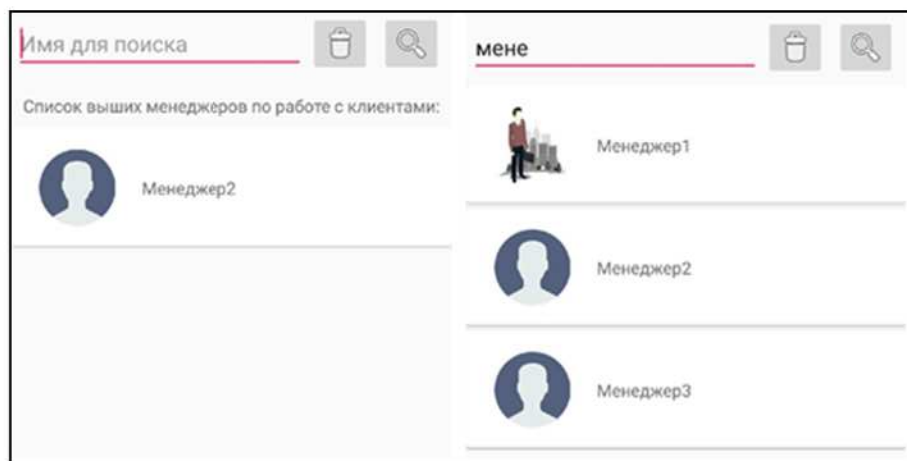 Имя для поиска
Список выших менеджеров по работе с клиентами:
Менеджер2
мене
Менеджер1
Менеджер2
Менеджер3